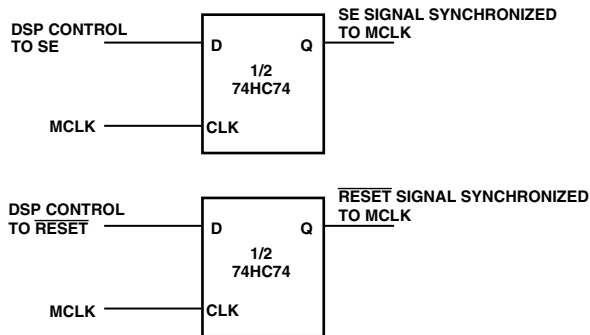 DSP CONTROL
TO SE
D
Q
SE SIGNAL SYNCHRONIZED
TO MCLK
1/2
74HC74
MCLK
CLK
DSP CONTROL
TO RESET
D
Q
RESET SIGNAL SYNCHRONIZED
TO MCLK
1/2
74HC74
MCLK
CLK